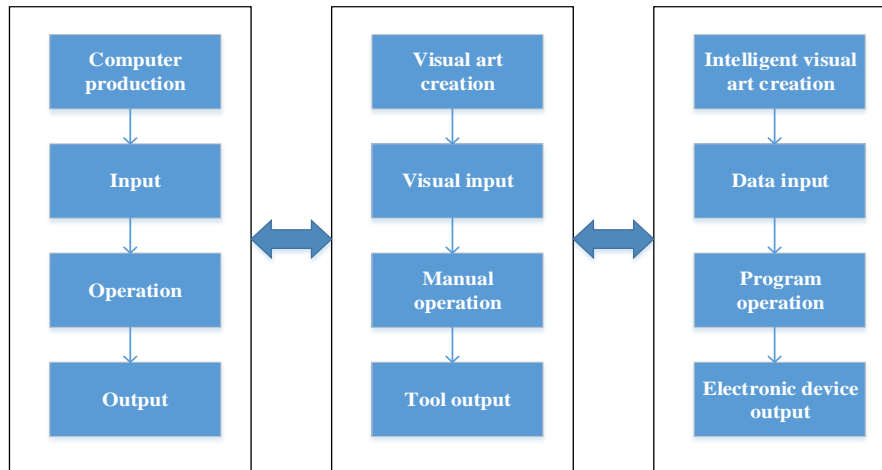 Computer
production
Input
Operation
Output
Visual art
creation
Visual input
Manual
operation
Tool output
Intelligent visual
art creation
Data input
Program
operation
Electronic device
output